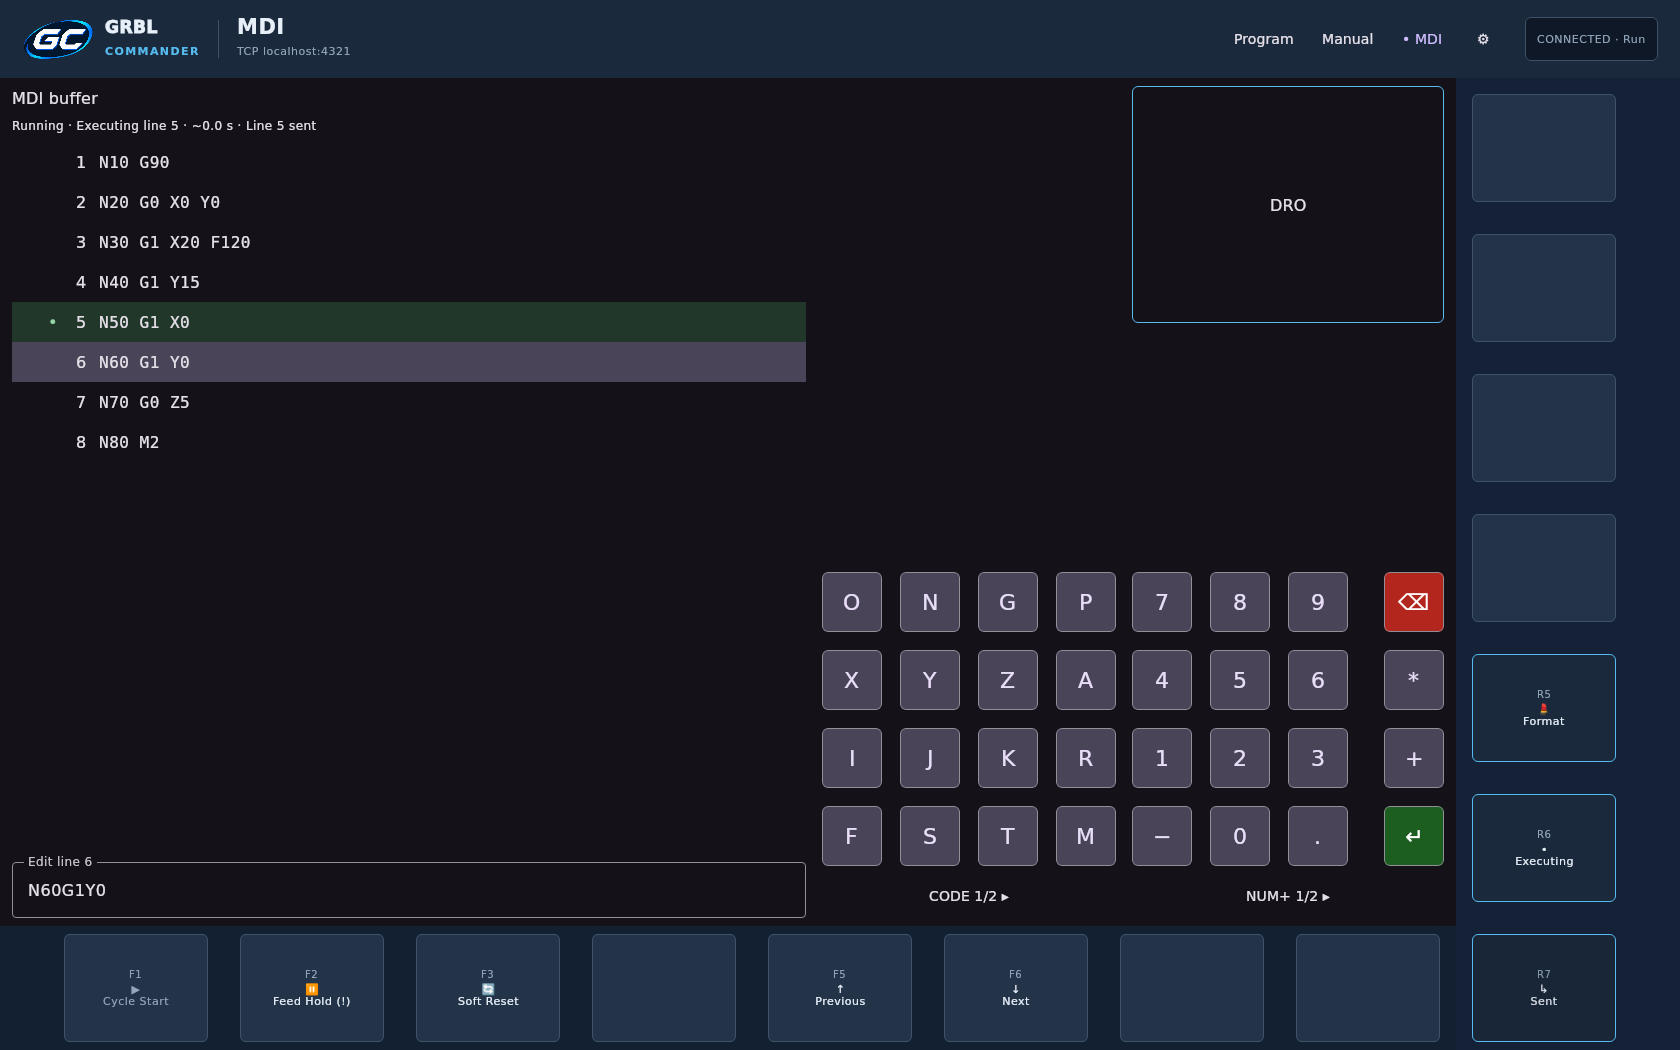 GC
GRBL
COMMANDER
MDI
TCP localhost:4321
Program
Manual
• MDI
⚙
CONNECTED · Run
MDI buffer
Running · Executing line 5 · ~0.0 s · Line 5 sent
1 N10 G90
2 N20 G0 X0 Y0
3 N30 G1 X20 F120
4 N40 G1 Y15
• 5 N50 G1 X0
6 N60 G1 Y0
7 N70 G0 Z5
8 N80 M2
Edit line 6
N60G1Y0
DRO
O N G P 7 8 9 ⌫
X Y Z A 4 5 6 *
I J K R 1 2 3 +
F S T M − 0 . ↵
CODE 1/2 ▸
NUM+ 1/2 ▸
R5
Format
R6
•
Executing
R7
↳
Sent
F1
▶
Cycle Start
F2
⏸
Feed Hold (!)
F3
🔄
Soft Reset
F5
↑
Previous
F6
↓
Next